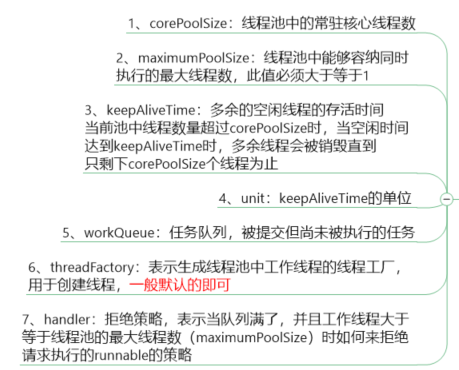 1、corePoolSize：线程池中的常驻核心线程数
2、maximumPoolSize：线程池中能够容纳同时
执行的最大线程数，此值必须大于等于1
3、keepAliveTime：多余的空闲线程的存活时间
当前池中线程数量超过corePoolSize时，当空闲时间
达到keepAliveTime时，多余线程会被销毁直到
只剩下corePoolSize个线程为止
4、unit：keepAliveTime的单位
5、workQueue：任务队列，被提交但尚未被执行的任务
6、threadFactory：表示生成线程池中工作线程的线程工厂，
用于创建线程，一般默认的即可
7、handler：拒绝策略，表示当队列满了，并且工作线程大于
等于线程池的最大线程数（maximumPoolSize）时如何来拒绝
请求执行的runnable的策略